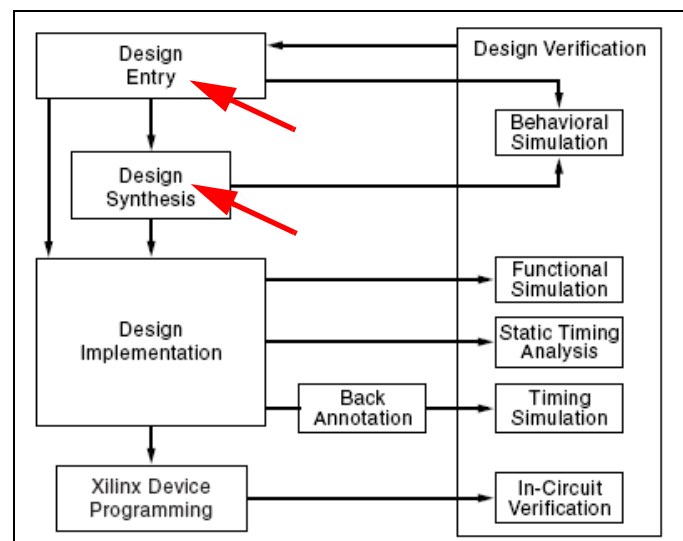 Design
Entry
Design Verification
Behavioral
Simulation
Design
Synthesis
Functional
Simulation
Design
Implementation
Static Timing
Analysis
Back
Annotation
Timing
Simulation
Xilinx Device
Programming
In-Circuit
Verification